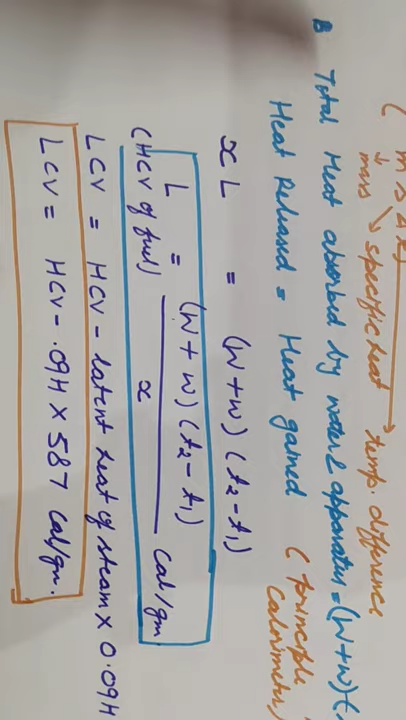 ( m s Δt )
↓ mass ↘ specific heat → temp. difference
B Total Heat absorbed by water & apparatus = (W+w)(
Heat Released = Heat gained ( principle calorimeter)
xL = (W+w) (t₂-t₁)
L (HCV of fuel) = (W+w) (t₂-t₁) / x cal/gm
LCV = HCV - latent heat of steam x 0.09H
LCV = HCV - .09H x 587 cal/gm.